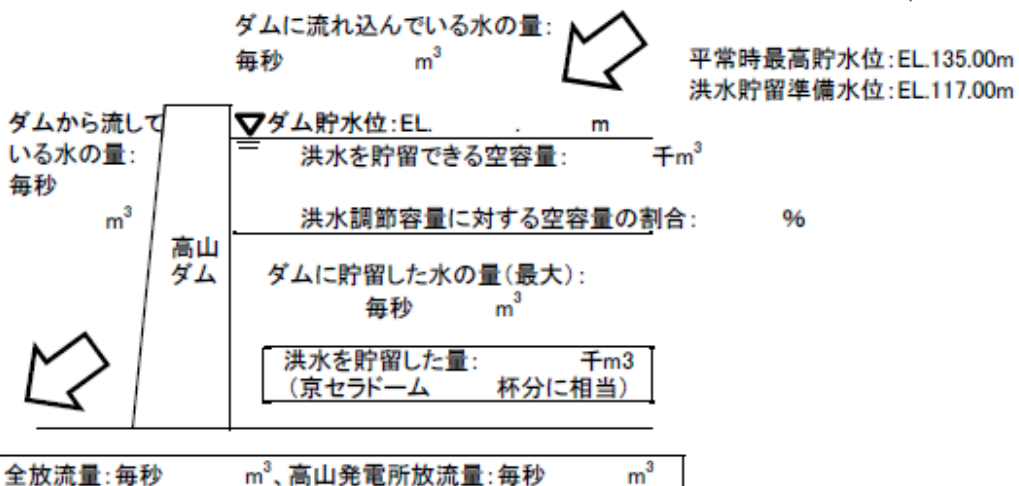 ダムに流れ込んでいる水の量:
毎秒 m³
平常時最高貯水位:EL.135.00m
洪水貯留準備水位:EL.117.00m
ダムから流して
いる水の量:
毎秒
m³
▽ダム貯水位:EL. . m
洪水を貯留できる空容量: 千m³
洪水調節容量に対する空容量の割合: %
高山
ダム
ダムに貯留した水の量(最大):
毎秒 m³
洪水を貯留した量: 千m3
(京セラドーム 杯分に相当)
全放流量:毎秒 m³、高山発電所放流量:毎秒 m³